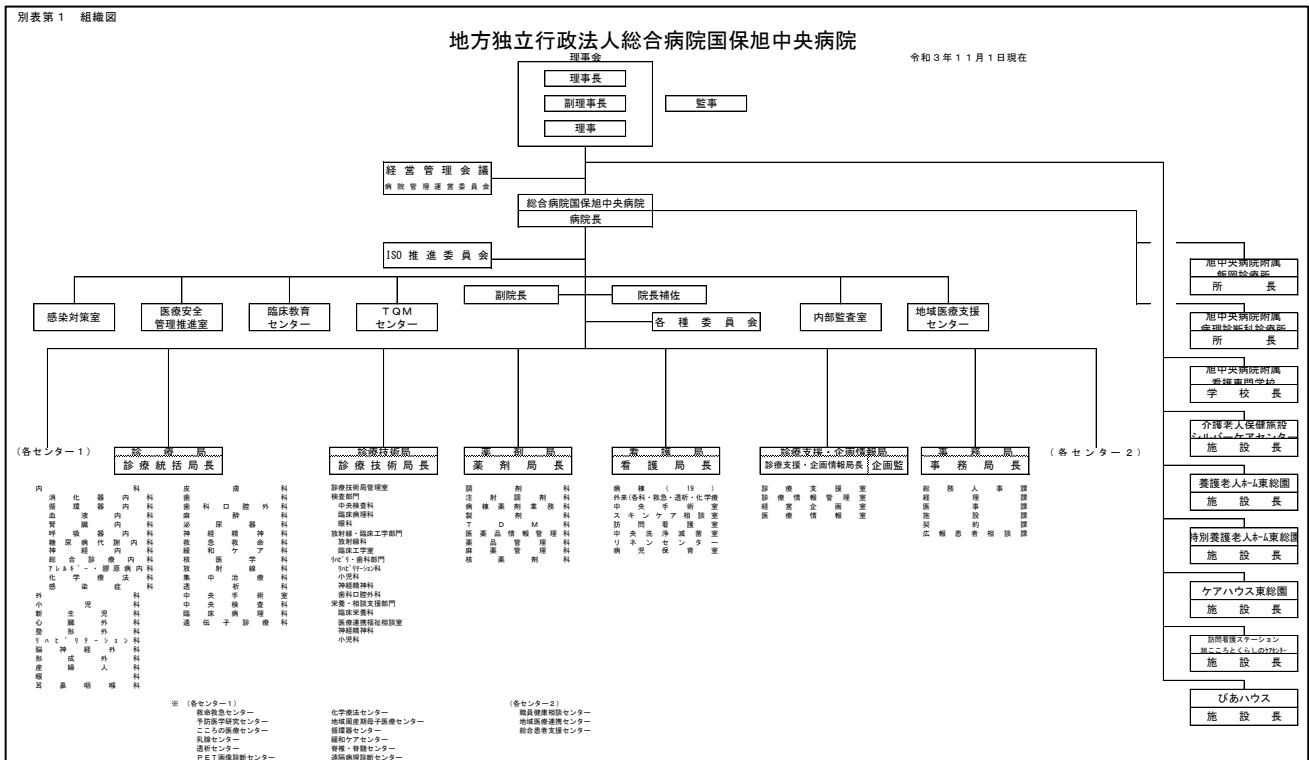 別表第１　組織図
地方独立行政法人総合病院国保旭中央病院
令和３年１１月１日現在
理事会
理事長
副理事長
監事
理事
経営管理会議
病院管理運営委員会
総合病院国保旭中央病院
病院長
ISO推進委員会
副院長
院長補佐
感染対策室
医療安全
管理推進室
臨床教育
センター
ＴＱＭ
センター
各種委員会
内部監査室
地域医療支援
センター
旭中央病院附属
飯岡診療所
所長
旭中央病院附属
病理診断科診療所
所長
旭中央病院附属
看護専門学校
学校長
介護老人保健施設
シルバーケアセンター
施設長
養護老人ホーム東総園
施設長
特別養護老人ホーム東総園
施設長
ケアハウス東総園
施設長
訪問看護ステーション
旭こころとくらしのケアセンター
施設長
ぴあハウス
施設長
（各センター１）
診療局
診療統括局長
診療技術局
診療技術局長
薬剤局
薬剤局長
看護局
看護局長
診療支援・企画情報局
診療支援・企画情報局長
企画監
事務局
事務局長
（各センター２）
内科
消化器内科
循環器内科
血液内科
腎臓内科
呼吸器内科
糖尿病代謝内科
神経内科
総合診療内科
アレルギー・膠原病内科
化学療法科
感染症科
外科
小児科
新生児科
心臓外科
整形外科
リハビリテーション科
脳神経外科
形成外科
産婦人科
眼科
耳鼻咽喉科
皮膚科
歯科
歯科口腔外科
麻酔科
泌尿器科
神経精神科
救急救命科
緩和ケア科
核医学科
放射線科
集中治療科
透析科
中央手術室
中央検査科
臨床病理科
遺伝子診療科
診療技術局管理室
検査部門
中央検査科
臨床病理科
眼科
放射線・臨床工学部門
放射線科
臨床工学室
リハビリ・歯科部門
リハビリテーション科
小児科
神経精神科
歯科口腔外科
栄養・相談支援部門
臨床栄養科
医療連携福祉相談室
神経精神科
小児科
調剤科
注射調剤科
病棟薬剤業務科
製剤科
ＴＤＭ科
医薬品情報管理科
薬品管理科
麻薬管理科
核薬剤科
病棟（19）
外来(各科・救急・透析・化学療
中央手術室
スキンケア相談室
訪問看護室
中央洗浄滅菌室
リネンセンター
病児保育室
診療支援室
診療情報管理室
経営企画室
医療情報室
総務人事課
経理課
医事課
施設課
契約課
広報患者相談課
※（各センター１）
救命救急センター
予防医学研究センター
こころの医療センター
乳腺センター
透析センター
ＰＥＴ画像診断センター
化学療法センター
地域周産期母子医療センター
循環器センター
緩和ケアセンター
脊椎・脊髄センター
遠隔病理診断センター
（各センター２）
職員健康相談センター
地域医療連携センター
総合患者支援センター